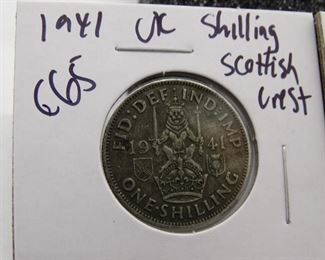 1941 UK Shilling
Scottish
crest
665
FID:DEF:IND:IMP
19 41
ONE·SHILLING